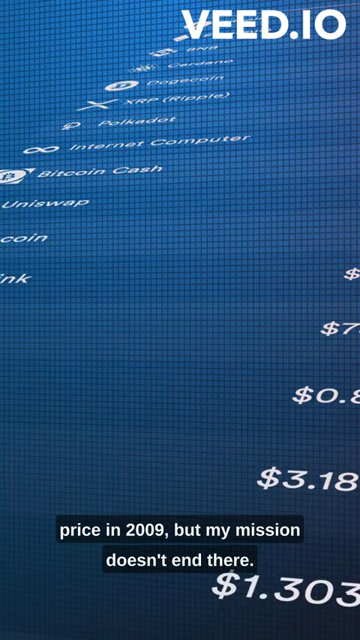 VEED.IO
BNB
Cardano
Dogecoin
XRP (Ripple)
Polkadot
Internet Computer
Bitcoin Cash
Uniswap
coin
ink
$
$7
$0.8
$3.18
$1.303
price in 2009, but my mission
doesn't end there.